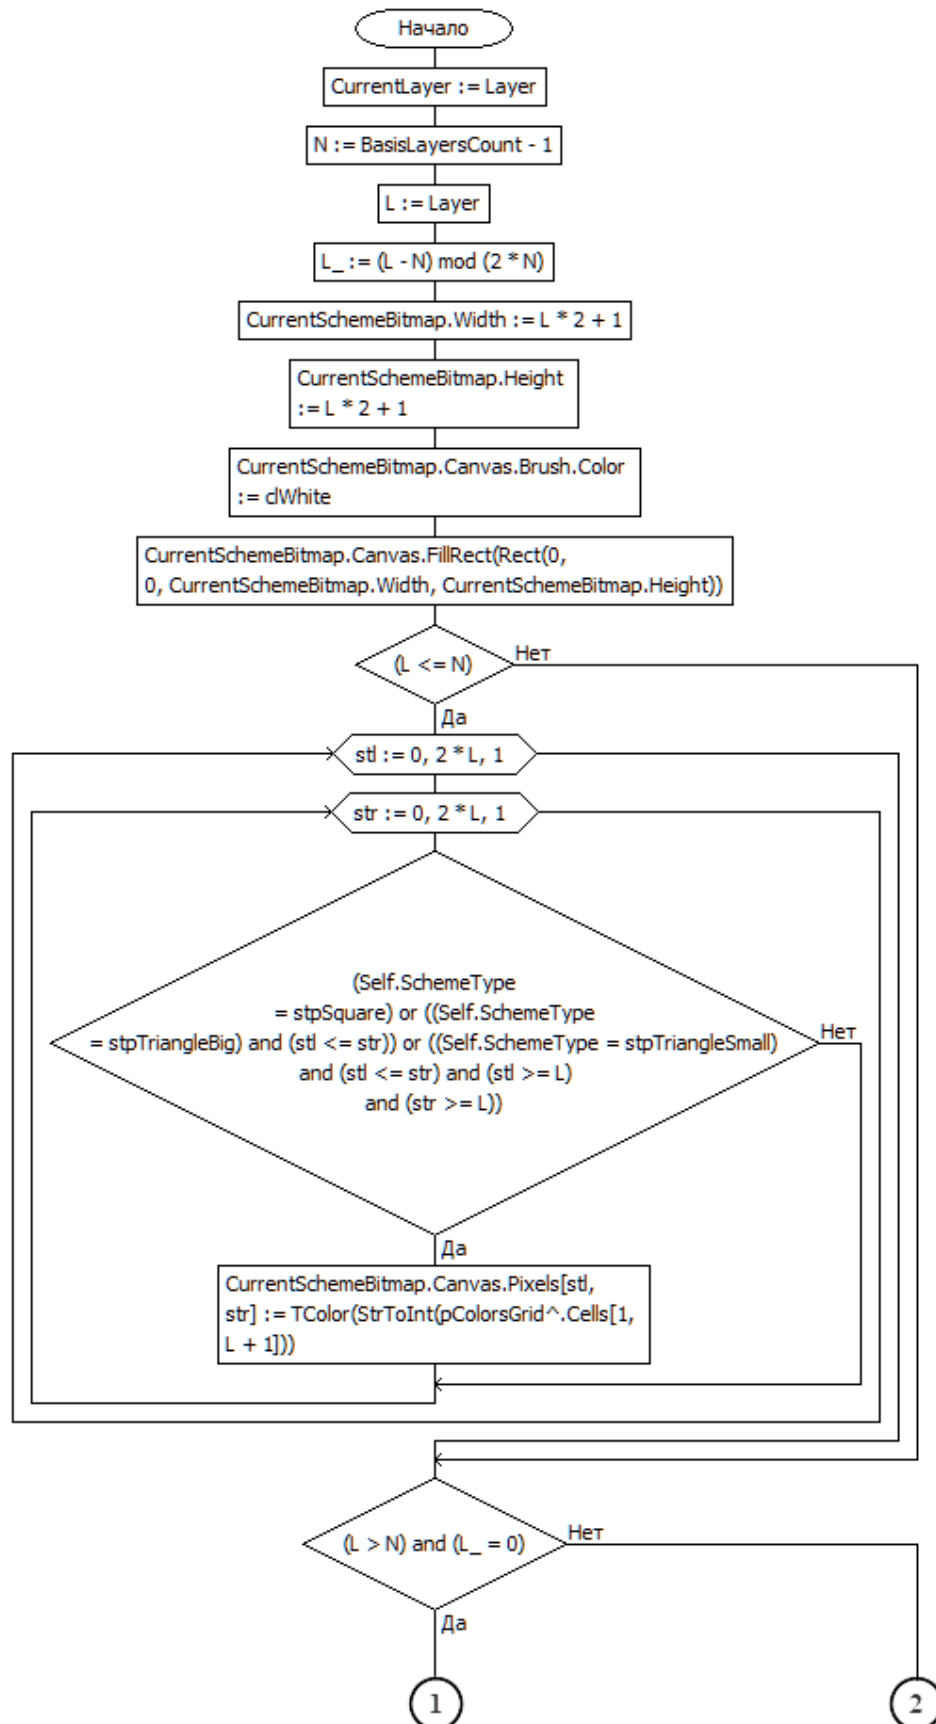 Начало
CurrentLayer := Layer
N := BasisLayersCount - 1
L := Layer
L_ := (L - N) mod (2 * N)
CurrentSchemeBitmap.Width := L * 2 + 1
CurrentSchemeBitmap.Height
:= L * 2 + 1
CurrentSchemeBitmap.Canvas.Brush.Color
:= clWhite
CurrentSchemeBitmap.Canvas.FillRect(Rect(0,
0, CurrentSchemeBitmap.Width, CurrentSchemeBitmap.Height))
(L <= N)
Нет
Да
stl := 0, 2 * L, 1
str := 0, 2 * L, 1
(Self.SchemeType
= stpSquare) or ((Self.SchemeType
= stpTriangleBig) and (stl <= str)) or ((Self.SchemeType = stpTriangleSmall)
and (stl <= str) and (stl >= L)
and (str >= L))
Нет
Да
CurrentSchemeBitmap.Canvas.Pixels[stl,
str] := TColor(StrToInt(pColorsGrid^.Cells[1,
L + 1]))
(L > N) and (L_ = 0)
Нет
Да
1
2